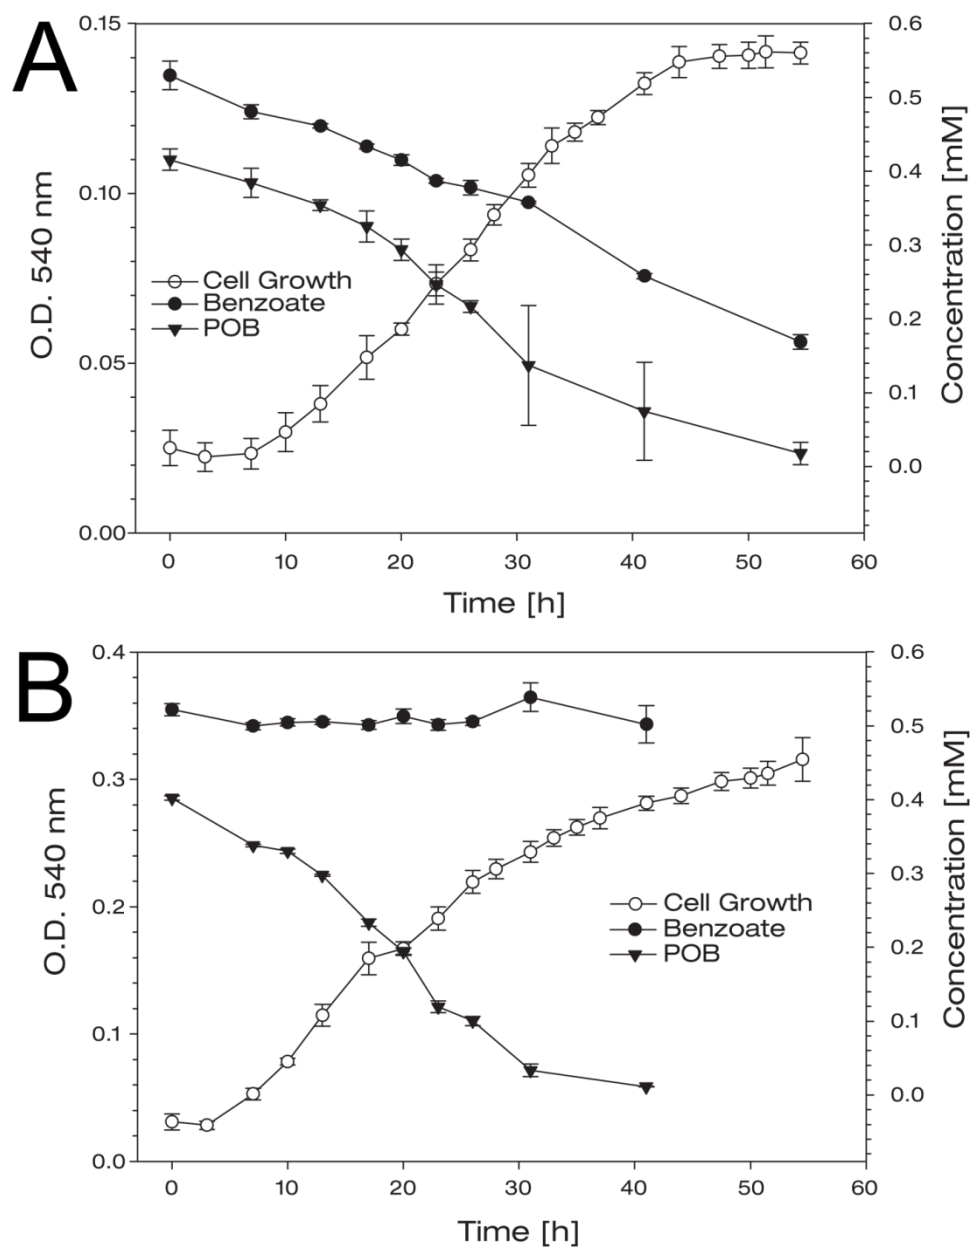 A
0.15
0.10
0.05
0.00
O.D. 540 nm
Cell Growth
Benzoate
POB
0.6
0.5
0.4
0.3
0.2
0.1
0.0
Concentration [mM]
0 10 20 30 40 50 60
Time [h]
B
0.4
0.3
0.2
0.1
0.0
O.D. 540 nm
Cell Growth
Benzoate
POB
0.6
0.5
0.4
0.3
0.2
0.1
0.0
Concentration [mM]
0 10 20 30 40 50 60
Time [h]